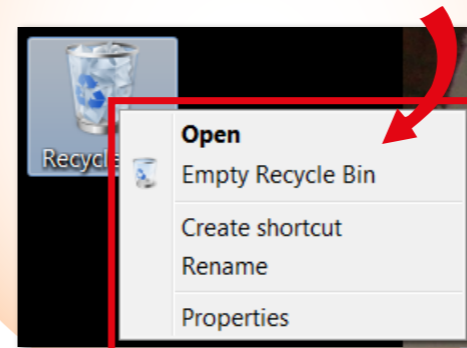 Recycle
Open
Empty Recycle Bin
Create shortcut
Rename
Properties